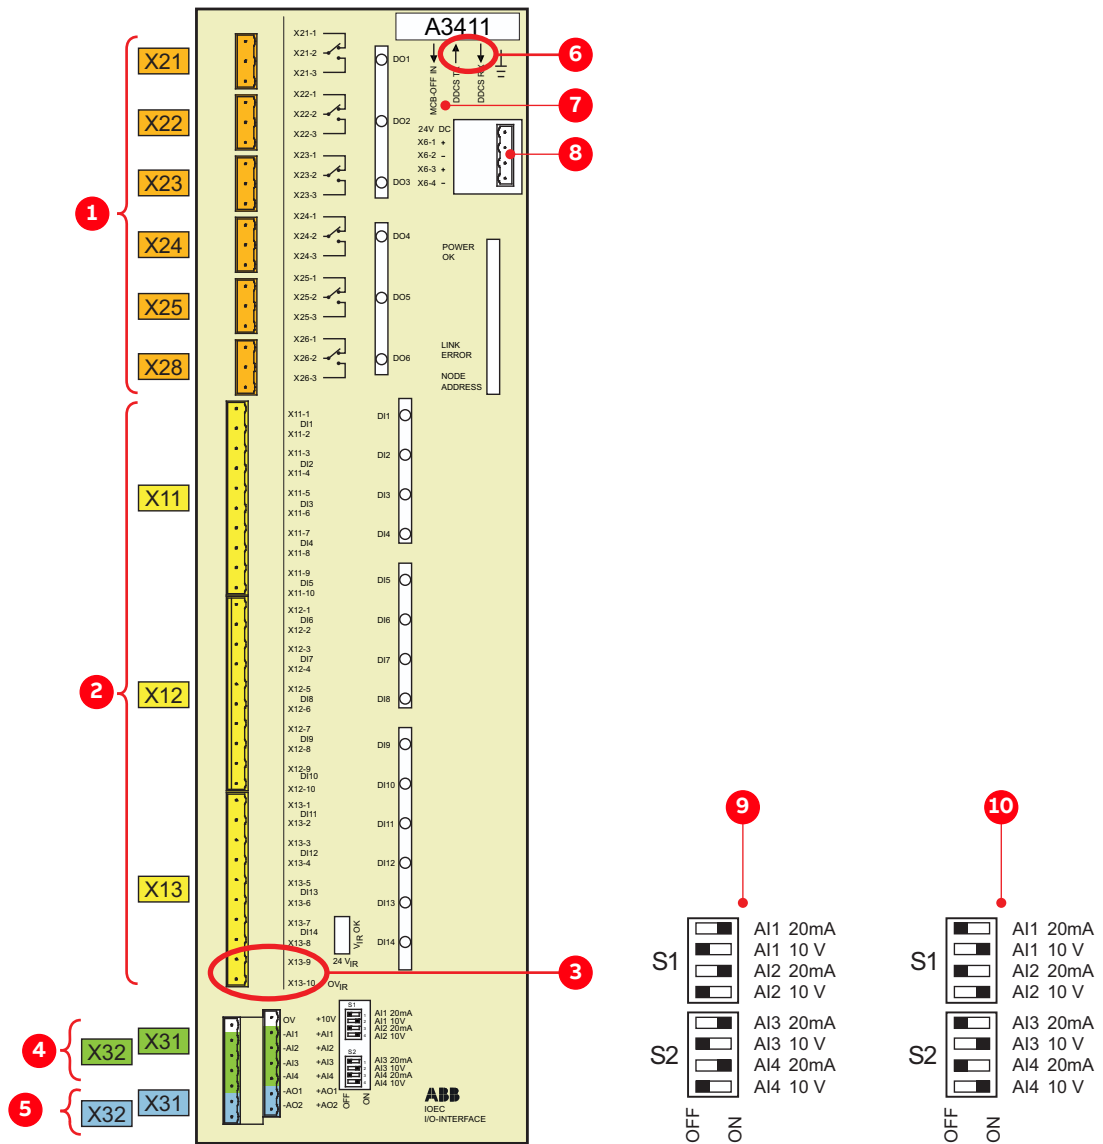 A3411
1
2
3
4
5
6
7
8
9
10
X21
X22
X23
X24
X25
X28
X11
X12
X13
X32 X31
X32 X31
X21-1
X21-2
X21-3
DO1
X22-1
X22-2
X22-3
DO2
X23-1
X23-2
X23-3
DO3
X24-1
X24-2
X24-3
DO4
X25-1
X25-2
X25-3
DO5
X26-1
X26-2
X26-3
DO6
MCB-OFF IN
DDCS
DDCS
24V DC
X6-1 +
X6-2 -
X6-3 +
X6-4 -
POWER
OK
LINK
ERROR
NODE
ADDRESS
X11-1
DI1
X11-2
X11-3
DI2
X11-4
X11-5
DI3
X11-6
X11-7
DI4
X11-8
X11-9
DI5
X11-10
X12-1
DI6
X12-2
X12-3
DI7
X12-4
X12-5
DI8
X12-6
X12-7
DI9
X12-8
X12-9
DI10
X12-10
X13-1
DI11
X13-2
X13-3
DI12
X13-4
X13-5
DI13
X13-6
X13-7
DI14
X13-8
X13-9
X13-10
DI1
DI2
DI3
DI4
DI5
DI6
DI7
DI8
DI9
DI10
DI11
DI12
DI13
DI14
VIR OK
24 VIR
OVIR
OV +10V
-AI1 +AI1
-AI2 +AI2
-AI3 +AI3
-AI4 +AI4
-AO1 +AO1
-AO2 +AO2
S1
1
2
3
4
AI1 20mA
AI1 10V
AI2 20mA
AI2 10V
S2
1
2
3
4
AI3 20mA
AI3 10V
AI4 20mA
AI4 10V
OFF
ON
ABB
IOEC
I/O-INTERFACE
S1
AI1 20mA
AI1 10 V
AI2 20mA
AI2 10 V
S2
AI3 20mA
AI3 10 V
AI4 20mA
AI4 10 V
OFF
ON
S1
AI1 20mA
AI1 10 V
AI2 20mA
AI2 10 V
S2
AI3 20mA
AI3 10 V
AI4 20mA
AI4 10 V
OFF
ON